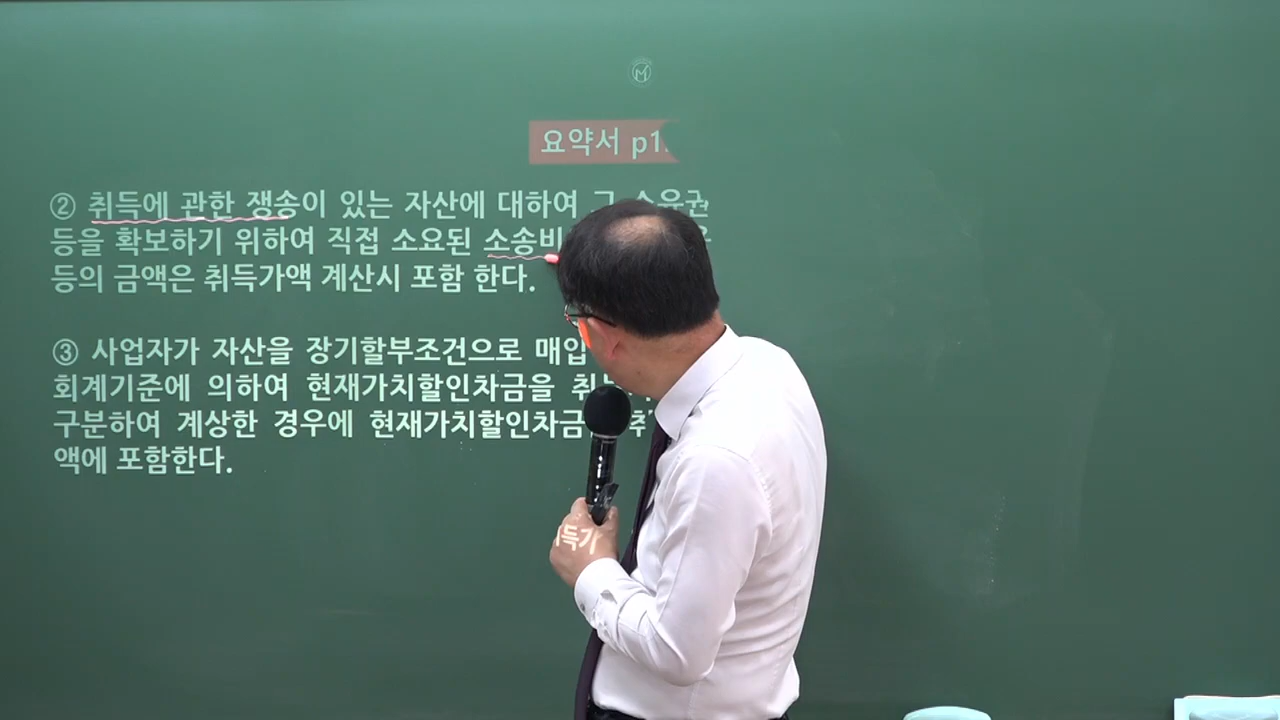 요약서 p1
② 취득에 관한 쟁송이 있는 자산에 대하여 그 소유권
등을 확보하기 위하여 직접 소요된 소송비
등의 금액은 취득가액 계산시 포함 한다.
③ 사업자가 자산을 장기할부조건으로 매입
회계기준에 의하여 현재가치할인차금을
구분하여 계상한 경우에 현재가치할인차금
액에 포함한다.